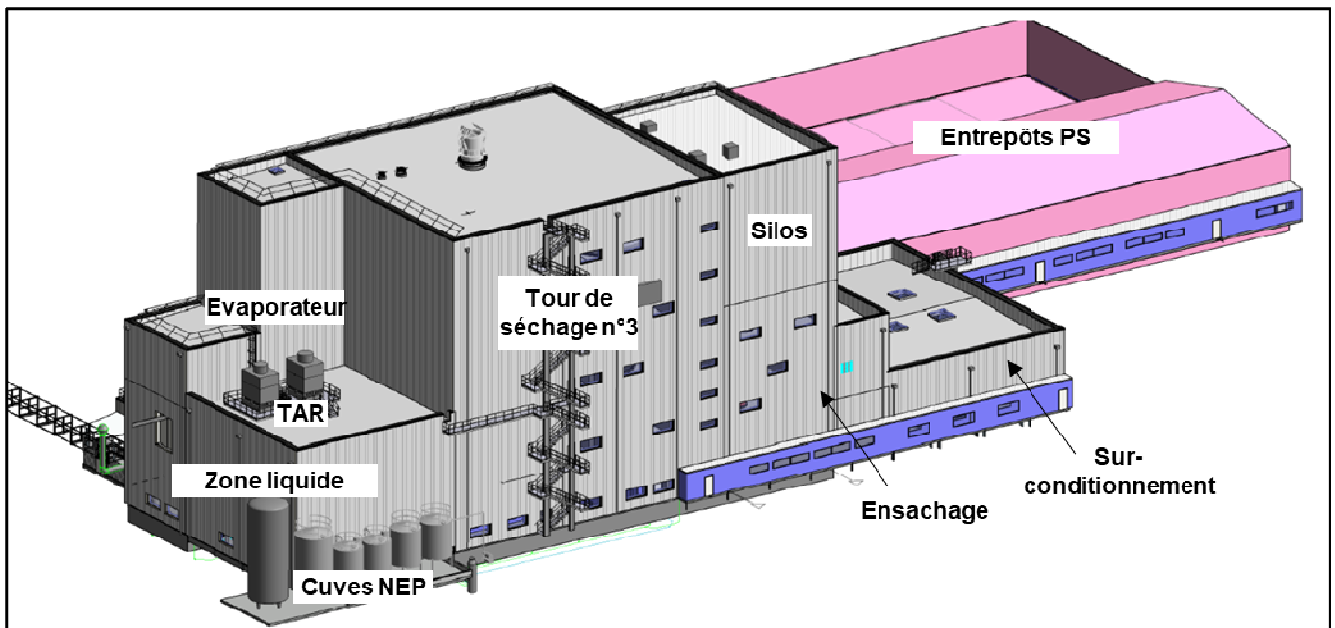 Entrepôts PS
Silos
Evaporateur
Tour de
séchage n°3
TAR
Zone liquide
Sur-
conditionnement
Ensachage
Cuves NEP